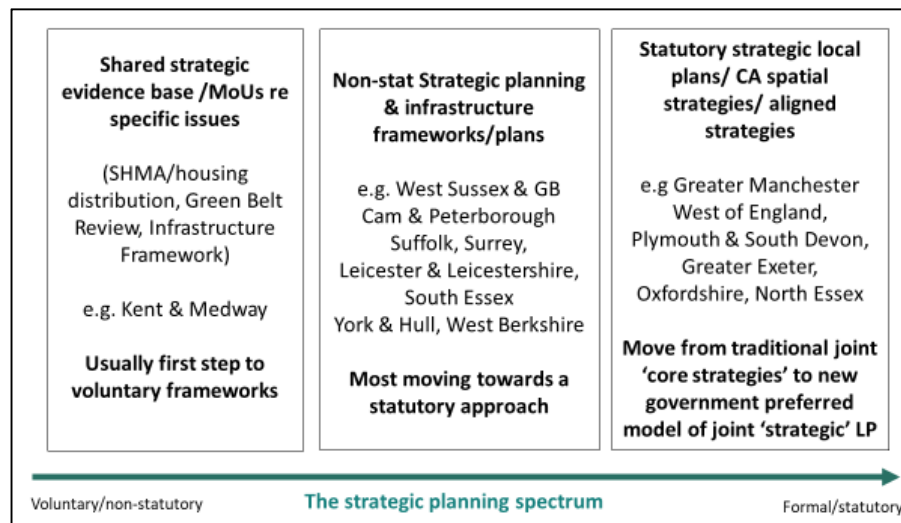 Shared strategic
evidence base /MoUs re
specific issues
(SHMA/housing
distribution, Green Belt
Review, Infrastructure
Framework)
e.g. Kent & Medway
Usually first step to
voluntary frameworks
Non-stat Strategic planning
& infrastructure
frameworks/plans
e.g. West Sussex & GB
Cam & Peterborough
Suffolk, Surrey,
Leicester & Leicestershire,
South Essex
York & Hull, West Berkshire
Most moving towards a
statutory approach
Statutory strategic local
plans/ CA spatial
strategies/ aligned
strategies
e.g Greater Manchester
West of England,
Plymouth & South Devon,
Greater Exeter,
Oxfordshire, North Essex
Move from traditional joint
‘core strategies’ to new
government preferred
model of joint ‘strategic’ LP
Voluntary/non-statutory
The strategic planning spectrum
Formal/statutory